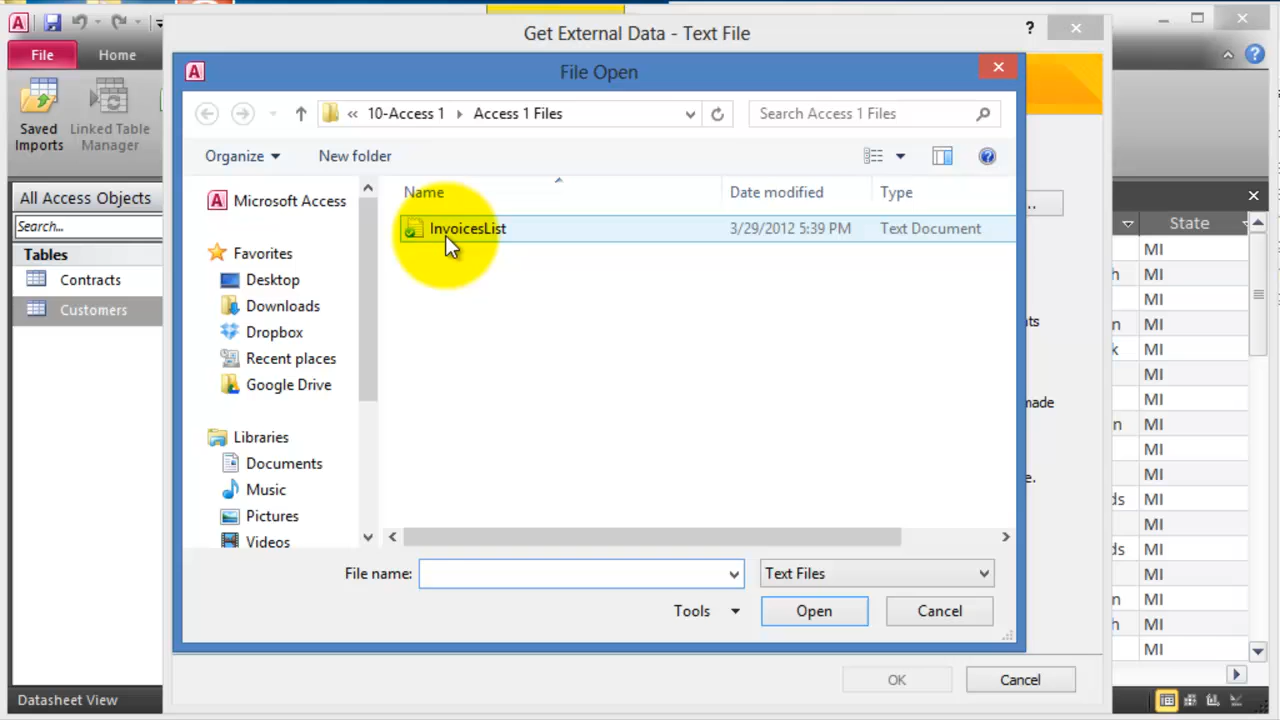 Get External Data - Text File
?
File
Home
Saved Imports
Linked Table Manager
All Access Objects
Search...
Tables
Contracts
Customers
Datasheet View
File Open
« 10-Access 1 Access 1 Files
Search Access 1 Files
Organize
New folder
Microsoft Access
Favorites
Desktop
Downloads
Dropbox
Recent places
Google Drive
Libraries
Documents
Music
Pictures
Videos
Name Date modified Type
InvoicesList 3/29/2012 5:39 PM Text Document
File name:
Text Files
Tools
Open
Cancel
...
nts
made
e.
OK
Cancel
State
MI
h MI
MI
n MI
k MI
MI
MI
n MI
MI
MI
ds MI
MI
ds MI
MI
n MI
h MI
MI